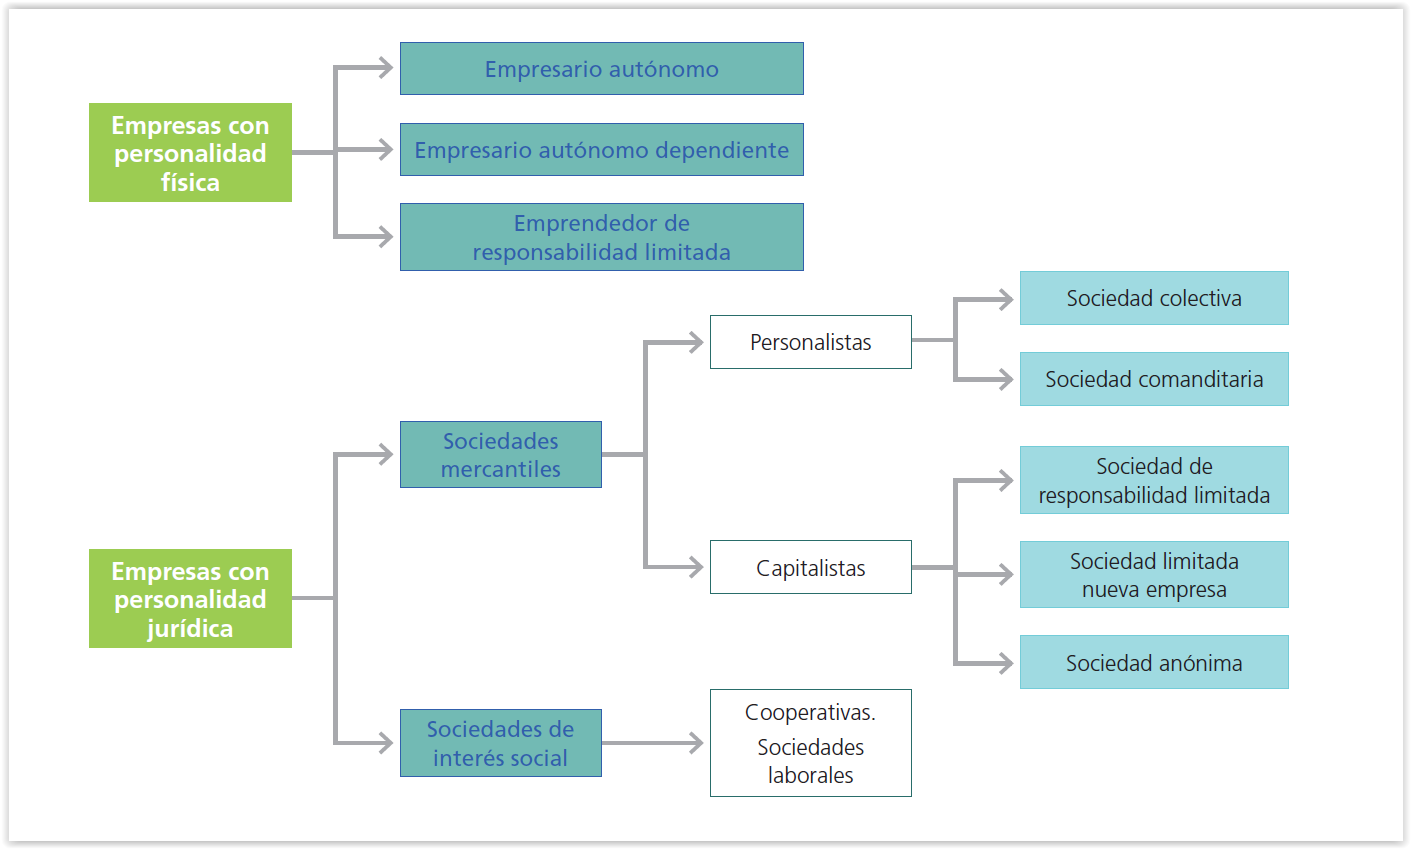 Empresas con
personalidad
física
Empresario autónomo
Empresario autónomo dependiente
Emprendedor de
responsabilidad limitada
Empresas con
personalidad
jurídica
Sociedades
mercantiles
Personalistas
Sociedad colectiva
Sociedad comanditaria
Capitalistas
Sociedad de
responsabilidad limitada
Sociedad limitada
nueva empresa
Sociedad anónima
Sociedades de
interés social
Cooperativas.
Sociedades
laborales